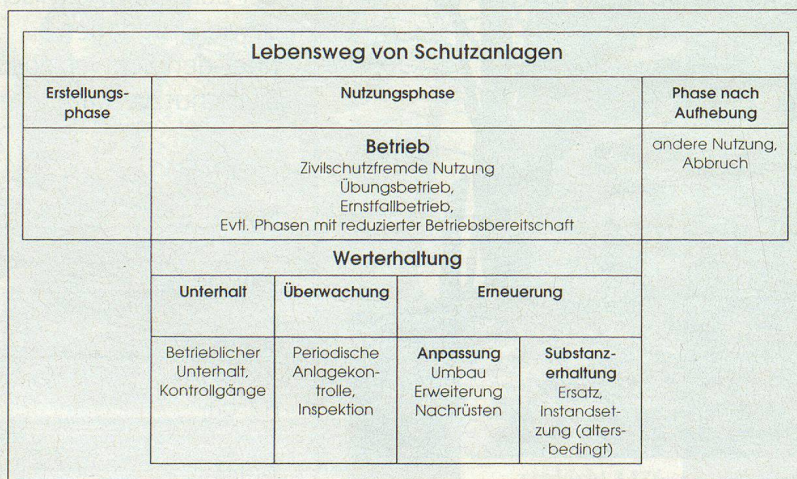 Lebensweg von Schutzanlagen
Erstellungs-
phase
Nutzungsphase
Phase nach
Aufhebung
Betrieb
Zivilschutzfremde Nutzung
Übungsbetrieb,
Ernstfallbetrieb,
Evtl. Phasen mit reduzierter Betriebsbereitschaft
andere Nutzung,
Abbruch
Werterhaltung
Unterhalt
Überwachung
Erneuerung
Betrieblicher
Unterhalt,
Kontrollgänge
Periodische
Anlagekon-
trolle,
Inspektion
Anpassung
Umbau
Erweiterung
Nachrüsten
Substanz-
erhaltung
Ersatz,
Instandset-
zung (alters-
bedingt)